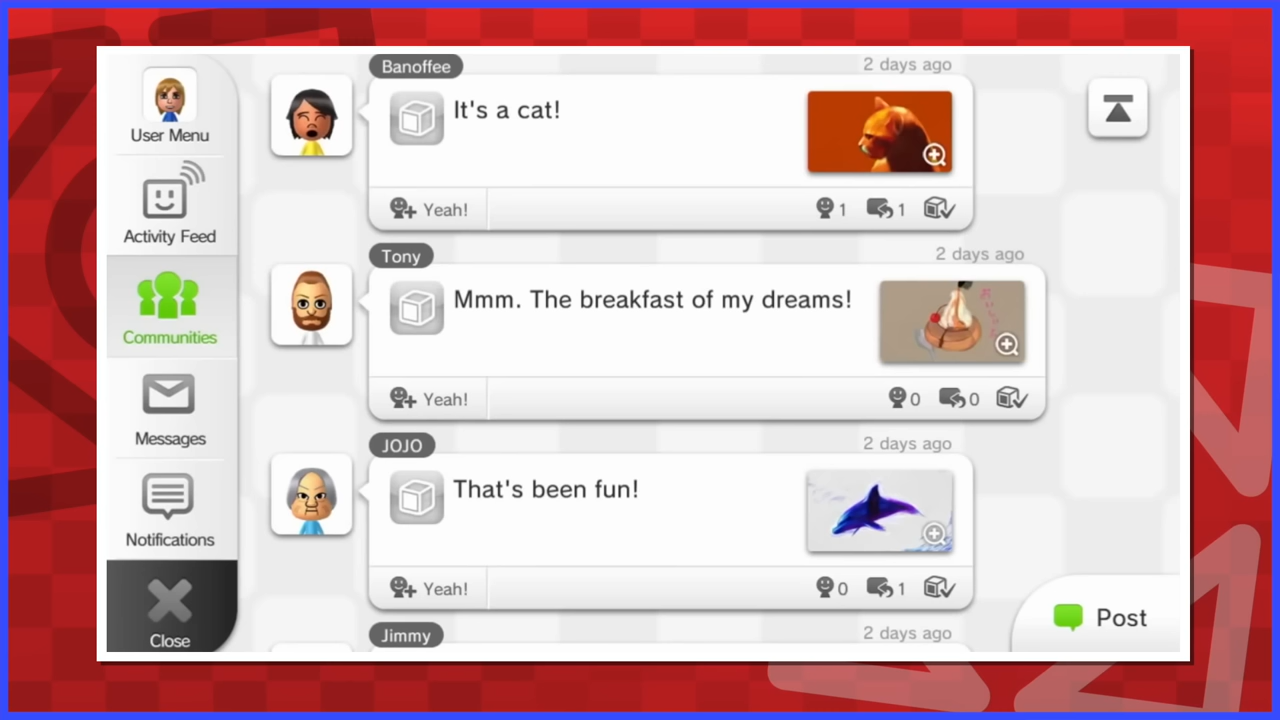 Banoffee
2 days ago
User Menu
It's a cat!
Yeah!
1
1
Activity Feed
Tony
2 days ago
Mmm. The breakfast of my dreams!
Communities
Yeah!
0
0
Messages
JOJO
2 days ago
That's been fun!
Notifications
Yeah!
0
1
Close
Jimmy
2 days ago
Post